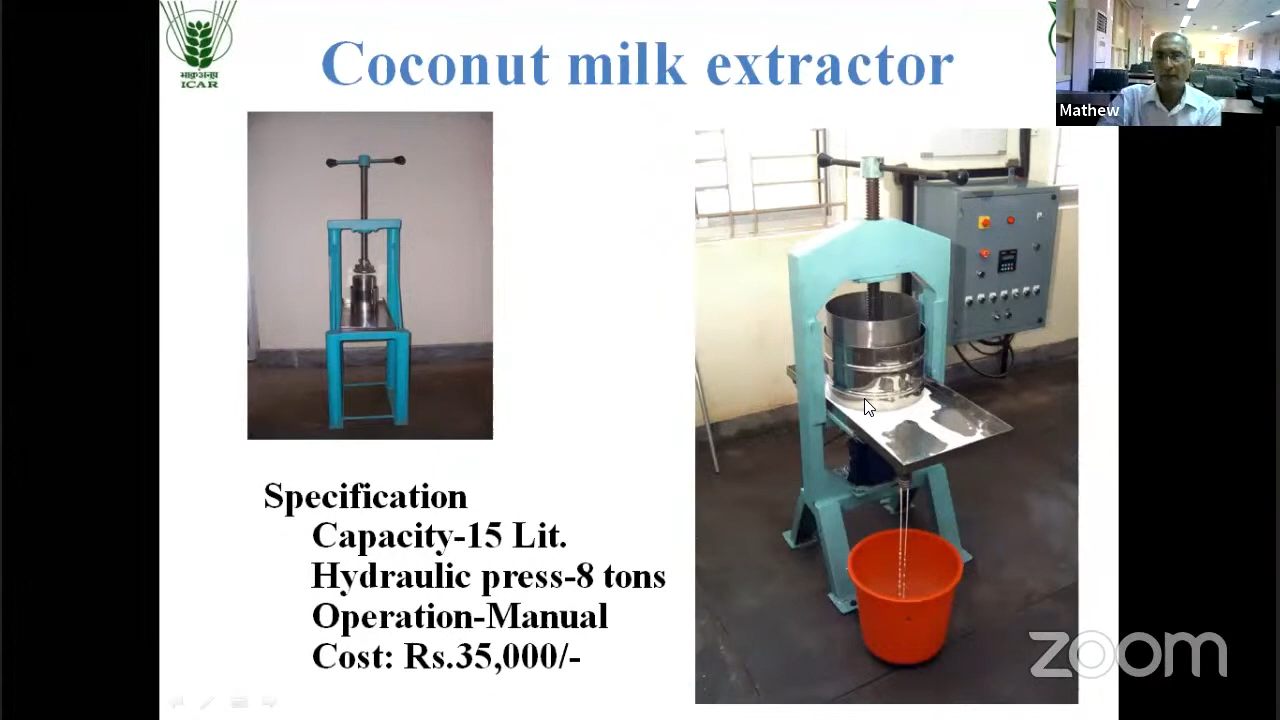 Coconut milk extractor
भाकृअनुप
ICAR
Mathew
Specification
Capacity-15 Lit.
Hydraulic press-8 tons
Operation-Manual
Cost: Rs.35,000/-
zoom